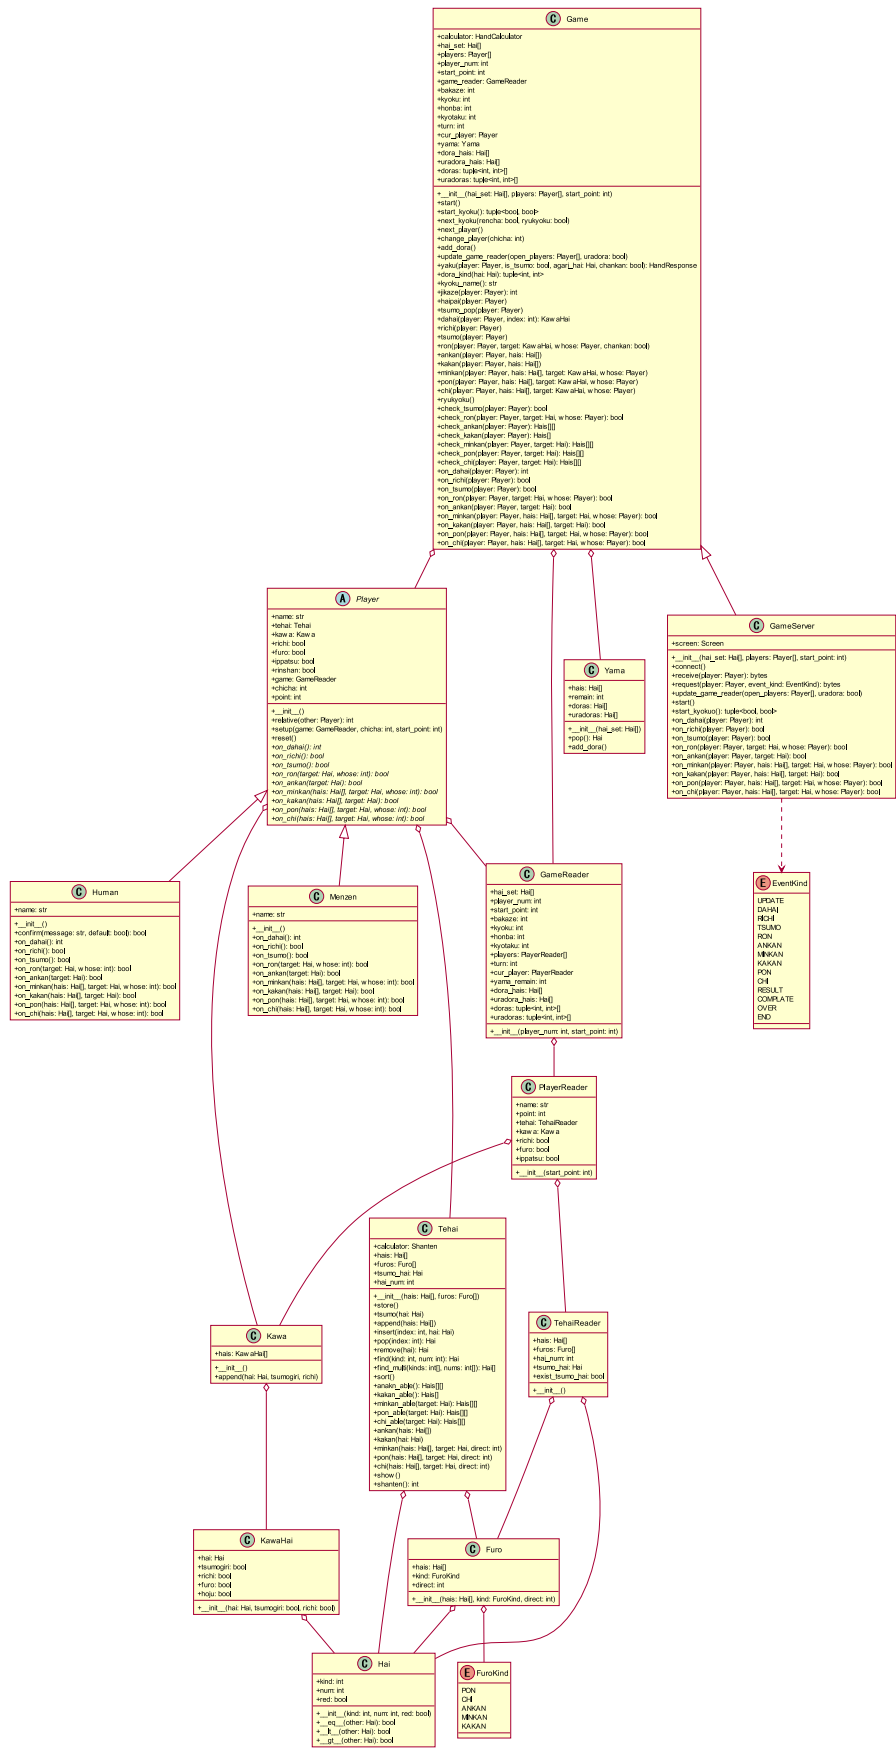 C Game
+calculator: HandCalculator
+hai_set: Hai[]
+players: Player[]
+player_num: int
+start_point: int
+game_reader: GameReader
+bakaze: int
+kyoku: int
+honba: int
+kyotaku: int
+turn: int
+cur_player: Player
+yama: Yama
+dora_hais: Hai[]
+uradora_hais: Hai[]
+doras: tuple<int, int>[]
+uradoras: tuple<int, int>[]
+__init__(hai_set: Hai[], players: Player[], start_point: int)
+start()
+start_kyoku(): tuple<bool, bool>
+next_kyoku(rencha: bool, ryukyoku: bool)
+next_player()
+change_player(chicha: int)
+add_dora()
+update_game_reader(open_players: Player[], uradora: bool)
+yaku(player: Player, is_tsumo: bool, agari_hai: Hai, chankan: bool): HandResponse
+dora_kind(hai: Hai): tuple<int, int>
+kyoku_name(): str
+jikaze(player: Player): int
+haipai(player: Player)
+tsumo_pop(player: Player)
+dahai(player: Player, index: int): KawaHai
+richi(player: Player)
+tsumo(player: Player)
+ron(player: Player, target: KawaHai, whose: Player, chankan: bool)
+ankan(player: Player, hais: Hai[])
+kakan(player: Player, hais: Hai[])
+minkan(player: Player, hais: Hai[], target: KawaHai, whose: Player)
+pon(player: Player, hais: Hai[], target: KawaHai, whose: Player)
+chi(player: Player, hais: Hai[], target: KawaHai, whose: Player)
+ryukyoku()
+check_tsumo(player: Player): bool
+check_ron(player: Player, target: Hai, whose: Player): bool
+check_ankan(player: Player): Hais[][]
+check_kakan(player: Player): Hais[]
+check_minkan(player: Player, target: Hai): Hais[][]
+check_pon(player: Player, target: Hai): Hais[][]
+check_chi(player: Player, target: Hai): Hais[][]
+on_dahai(player: Player): int
+on_richi(player: Player): bool
+on_tsumo(player: Player): bool
+on_ron(player: Player, target: Hai, whose: Player): bool
+on_ankan(player: Player, target: Hai): bool
+on_minkan(player: Player, hais: Hai[], target: Hai, whose: Player): bool
+on_kakan(player: Player, hais: Hai[], target: Hai): bool
+on_pon(player: Player, hais: Hai[], target: Hai, whose: Player): bool
+on_chi(player: Player, hais: Hai[], target: Hai, whose: Player): bool
A Player
+name: str
+tehai: Tehai
+kawa: Kawa
+richi: bool
+furo: bool
+ippatsu: bool
+rinshan: bool
+game: GameReader
+chicha: int
+point: int
+__init__()
+relative(other: Player): int
+setup(game: GameReader, chicha: int, start_point: int)
+reset()
+on_dahai(): int
+on_richi(): bool
+on_tsumo(): bool
+on_ron(target: Hai, whose: int): bool
+on_ankan(target: Hai): bool
+on_minkan(hais: Hai[], target: Hai, whose: int): bool
+on_kakan(hais: Hai[], target: Hai): bool
+on_pon(hais: Hai[], target: Hai, whose: int): bool
+on_chi(hais: Hai[], target: Hai, whose: int): bool
C Yama
+hais: Hai[]
+remain: int
+doras: Hai[]
+uradoras: Hai[]
+__init__(hai_set: Hai[])
+pop(): Hai
+add_dora()
C GameServer
+screen: Screen
+__init__(hai_set: Hai[], players: Player[], start_point: int)
+connect()
+receive(player: Player): bytes
+request(player: Player, event_kind: EventKind): bytes
+update_game_reader(open_players: Player[], uradora: bool)
+start()
+start_kyokuo(): tuple<bool, bool>
+on_dahai(player: Player): int
+on_richi(player: Player): bool
+on_tsumo(player: Player): bool
+on_ron(player: Player, target: Hai, whose: Player): bool
+on_ankan(player: Player, target: Hai): bool
+on_minkan(player: Player, hais: Hai[], target: Hai, whose: Player): bool
+on_kakan(player: Player, hais: Hai[], target: Hai): bool
+on_pon(player: Player, hais: Hai[], target: Hai, whose: Player): bool
+on_chi(player: Player, hais: Hai[], target: Hai, whose: Player): bool
C Human
+name: str
+__init__()
+confirm(message: str, default: bool): bool
+on_dahai(): int
+on_richi(): bool
+on_tsumo(): bool
+on_ron(target: Hai, whose: int): bool
+on_ankan(target: Hai): bool
+on_minkan(hais: Hai[], target: Hai, whose: int): bool
+on_kakan(hais: Hai[], target: Hai): bool
+on_pon(hais: Hai[], target: Hai, whose: int): bool
+on_chi(hais: Hai[], target: Hai, whose: int): bool
C Menzen
+name: str
+__init__()
+on_dahai(): int
+on_richi(): bool
+on_tsumo(): bool
+on_ron(target: Hai, whose: int): bool
+on_ankan(target: Hai): bool
+on_minkan(hais: Hai[], target: Hai, whose: int): bool
+on_kakan(hais: Hai[], target: Hai): bool
+on_pon(hais: Hai[], target: Hai, whose: int): bool
+on_chi(hais: Hai[], target: Hai, whose: int): bool
C GameReader
+hai_set: Hai[]
+player_num: int
+start_point: int
+bakaze: int
+kyoku: int
+honba: int
+kyotaku: int
+players: PlayerReader[]
+turn: int
+cur_player: PlayerReader
+yama_remain: int
+dora_hais: Hai[]
+uradora_hais: Hai[]
+doras: tuple<int, int>[]
+uradoras: tuple<int, int>[]
+__init__(player_num: int, start_point: int)
E EventKind
UPDATE
DAHAI
RICHI
TSUMO
RON
ANKAN
MINKAN
KAKAN
PON
CHI
RESULT
COMPLATE
OVER
END
C PlayerReader
+name: str
+point: int
+tehai: TehaiReader
+kawa: Kawa
+richi: bool
+furo: bool
+ippatsu: bool
+__init__(start_point: int)
C Tehai
+calculator: Shanten
+hais: Hai[]
+furos: Furo[]
+tsumo_hai: Hai
+hai_num: int
+__init__(hais: Hai[], furos: Furo[])
+store()
+tsumo(hai: Hai)
+append(hais: Hai[])
+insert(index: int, hai: Hai)
+pop(index: int): Hai
+remove(hai): Hai
+find(kind: int, num: int): Hai
+find_multi(kinds: int[], nums: int[]): Hai[]
+sort()
+anakn_able(): Hais[][]
+kakan_able(): Hais[]
+minkan_able(target: Hai): Hais[][]
+pon_able(target: Hai): Hais[][]
+chi_able(target: Hai): Hais[][]
+ankan(hais: Hai[])
+kakan(hai: Hai)
+minkan(hais: Hai[], target: Hai, direct: int)
+pon(hais: Hai[], target: Hai, direct: int)
+chi(hais: Hai[], target: Hai, direct: int)
+show()
+shanten(): int
C Kawa
+hais: KawaHai[]
+__init__()
+append(hai: Hai, tsumogiri, richi)
C TehaiReader
+hais: Hai[]
+furos: Furo[]
+hai_num: int
+tsumo_hai: Hai
+exist_tsumo_hai: bool
+__init__()
C KawaHai
+hai: Hai
+tsumogiri: bool
+richi: bool
+furo: bool
+hoju: bool
+__init__(hai: Hai, tsumogiri: bool, richi: bool)
C Furo
+hais: Hai[]
+kind: FuroKind
+direct: int
+__init__(hais: Hai[], kind: FuroKind, direct: int)
C Hai
+kind: int
+num: int
+red: bool
+__init__(kind: int, num: int, red: bool)
+__eq__(other: Hai): bool
+__lt__(other: Hai): bool
+__gt__(other: Hai): bool
E FuroKind
PON
CHI
ANKAN
MINKAN
KAKAN